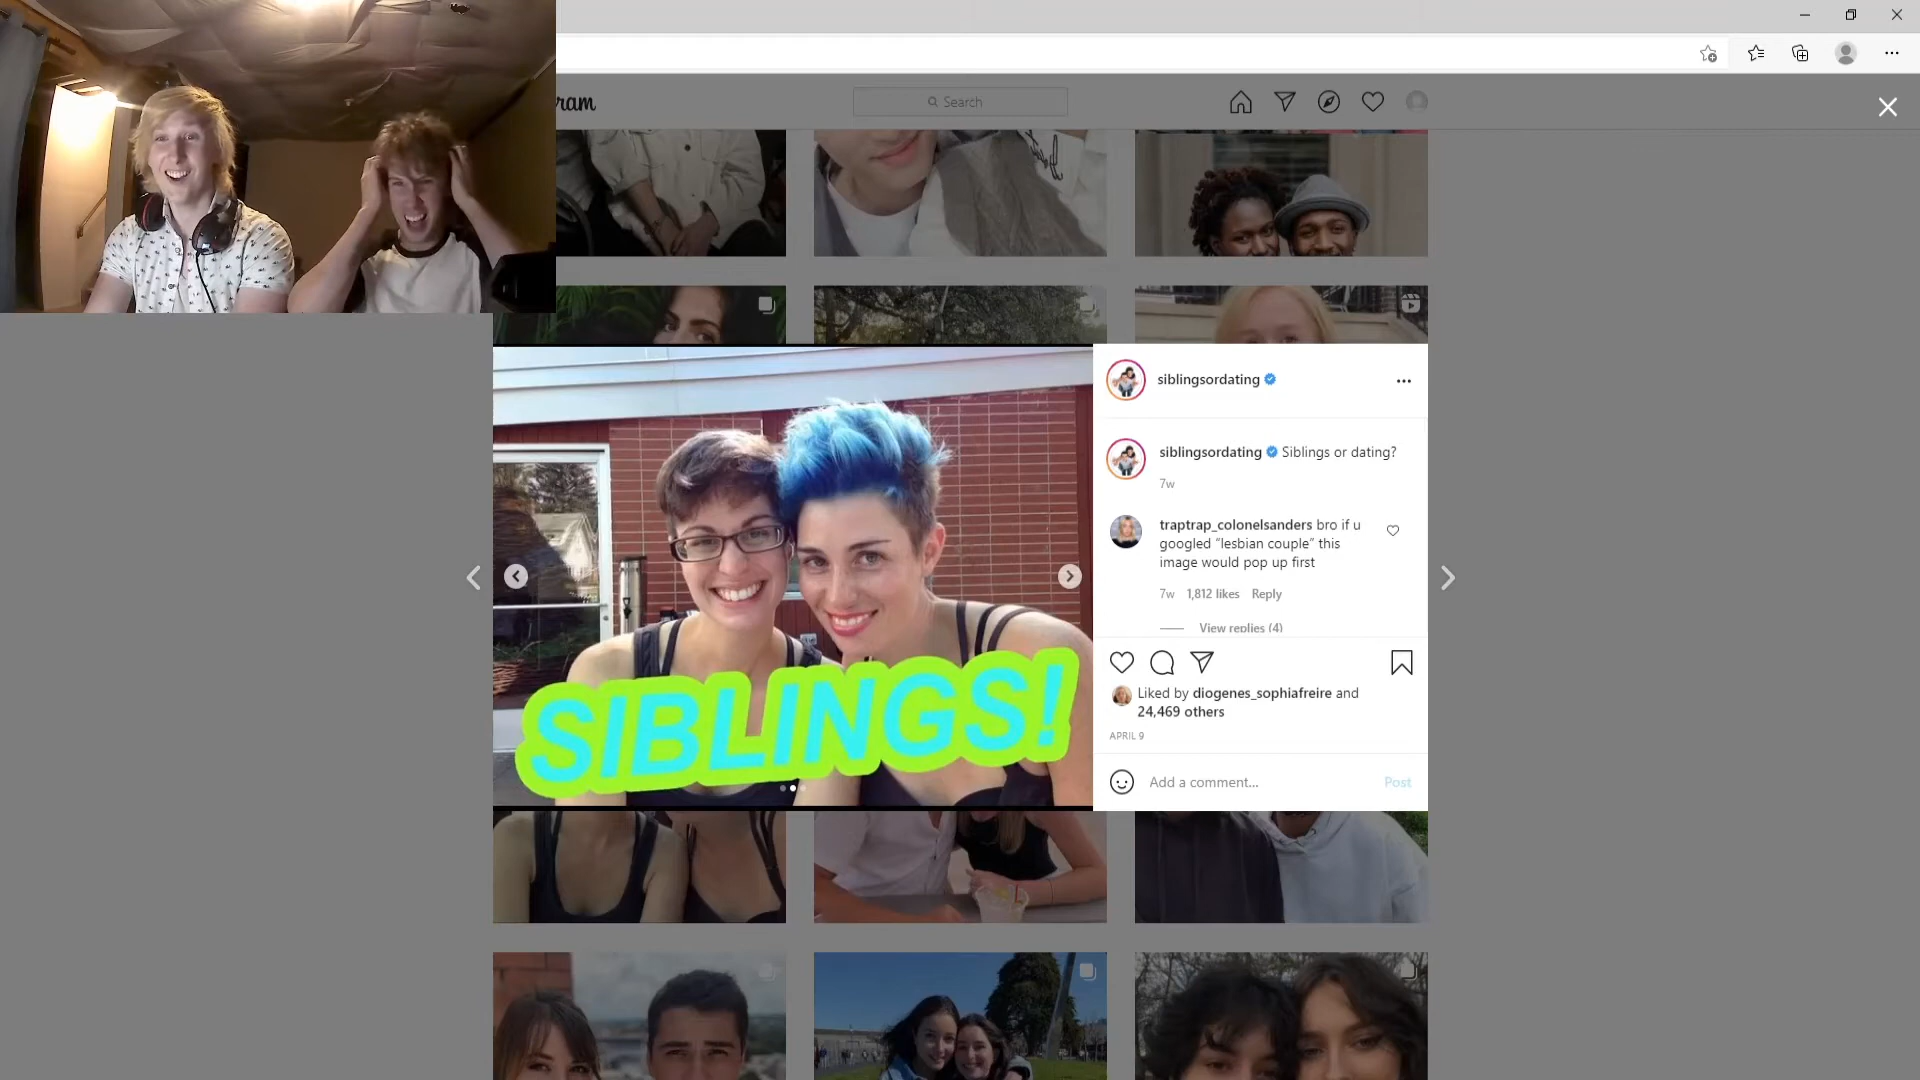 ram
Search
siblingsordating
siblingsordating Siblings or dating?
7w
traptrap_colonelsanders bro if u
googled “lesbian couple” this
image would pop up first
7w 1,812 likes Reply
View replies (4)
SIBLINGS!
Liked by diogenes_sophiafreire and
24,469 others
APRIL 9
Add a comment... Post